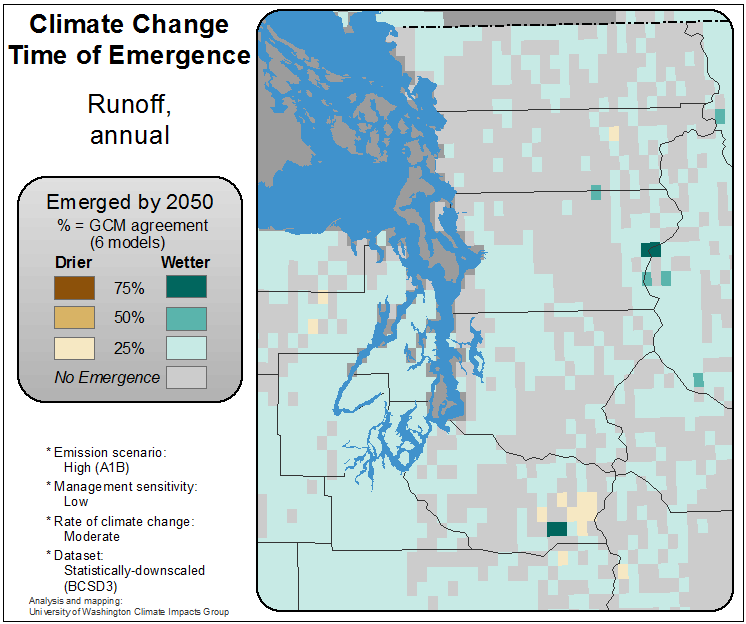 Climate Change
Time of Emergence
Runoff,
annual
Emerged by 2050
% = GCM agreement
(6 models)
Drier Wetter
75%
50%
25%
No Emergence
* Emission scenario:
High (A1B)
* Management sensitivity:
Low
* Rate of climate change:
Moderate
* Dataset:
Statistically-downscaled
(BCSD3)
Analysis and mapping:
University of Washington Climate Impacts Group